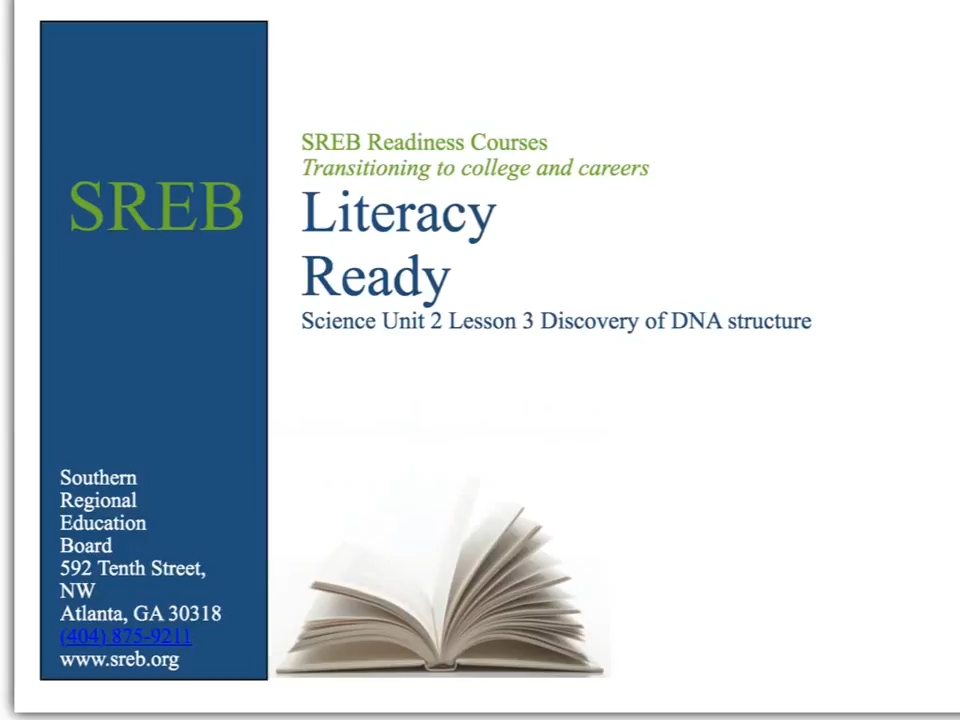 SREB
Southern
Regional
Education
Board
592 Tenth Street,
NW
Atlanta, GA 30318
(404) 875-9211
www.sreb.org
SREB Readiness Courses
Transitioning to college and careers
Literacy
Ready
Science Unit 2 Lesson 3 Discovery of DNA structure